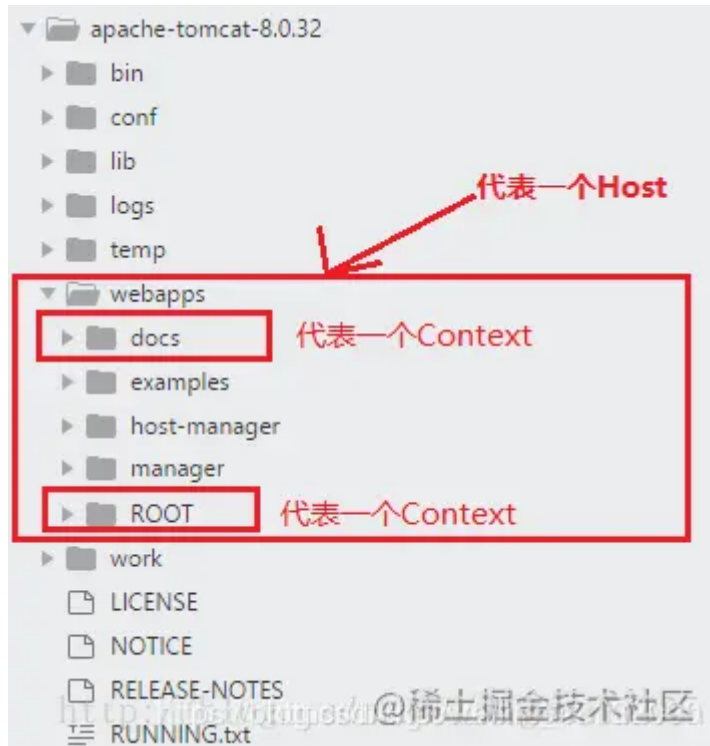 apache-tomcat-8.0.32
bin
conf
lib
代表一个Host
logs
temp
webapps
docs 代表一个Context
examples
host-manager
manager
ROOT 代表一个Context
work
LICENSE
NOTICE
RELEASE-NOTES
@稀土掘金技术社区
RUNNING.txt